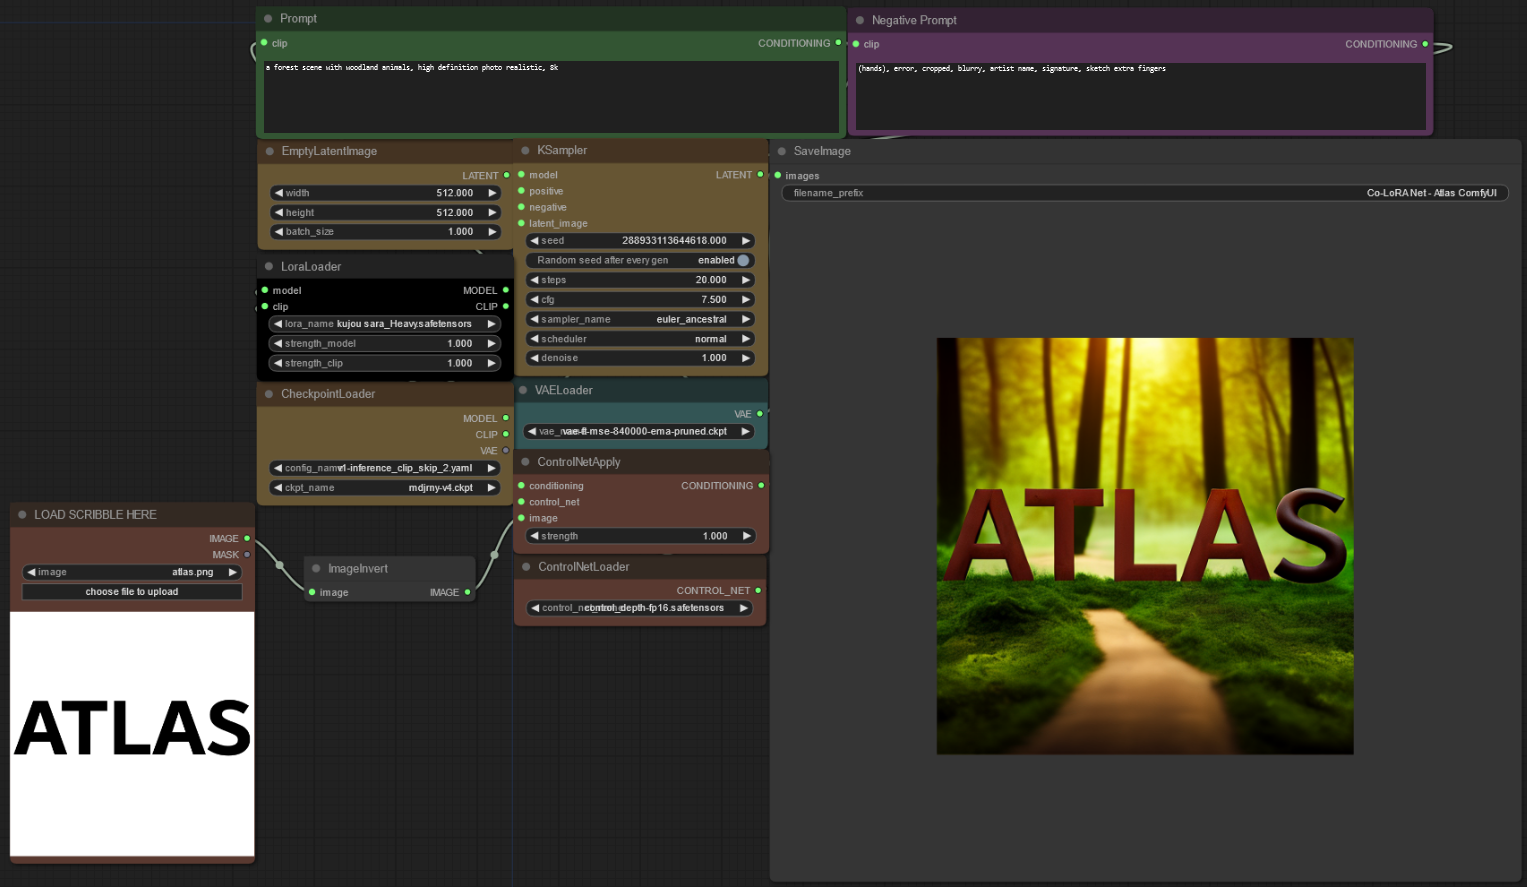 Prompt
clip
CONDITIONING
a forest scene with woodland animals, high definition photo realistic, 8k
Negative Prompt
clip
CONDITIONING
(hands), error, cropped, blurry, artist name, signature, sketch extra fingers
EmptyLatentImage
LATENT
width 512.000
height 512.000
batch_size 1.000
LoraLoader
model MODEL
clip CLIP
lora_name kujou sara_Heavy.safetensors
strength_model 1.000
strength_clip 1.000
CheckpointLoader
MODEL
CLIP
VAE
config_name v1-inference_clip_skip_2.yaml
ckpt_name mdjrny-v4.ckpt
KSampler
model LATENT
positive
negative
latent_image
seed 288933113644618.000
Random seed after every gen enabled
steps 20.000
cfg 7.500
sampler_name euler_ancestral
scheduler normal
denoise 1.000
VAELoader
VAE
vae-ft-mse-840000-ema-pruned.ckpt
ControlNetApply
conditioning CONDITIONING
control_net
image
strength 1.000
ControlNetLoader
CONTROL_NET
control_depth-fp16.safetensors
LOAD SCRIBBLE HERE
IMAGE
MASK
image atlas.png
choose file to upload
ATLAS
ImageInvert
image IMAGE
SaveImage
images
filename_prefix Co-LoRA Net - Atlas ComfyUI
ATLAS